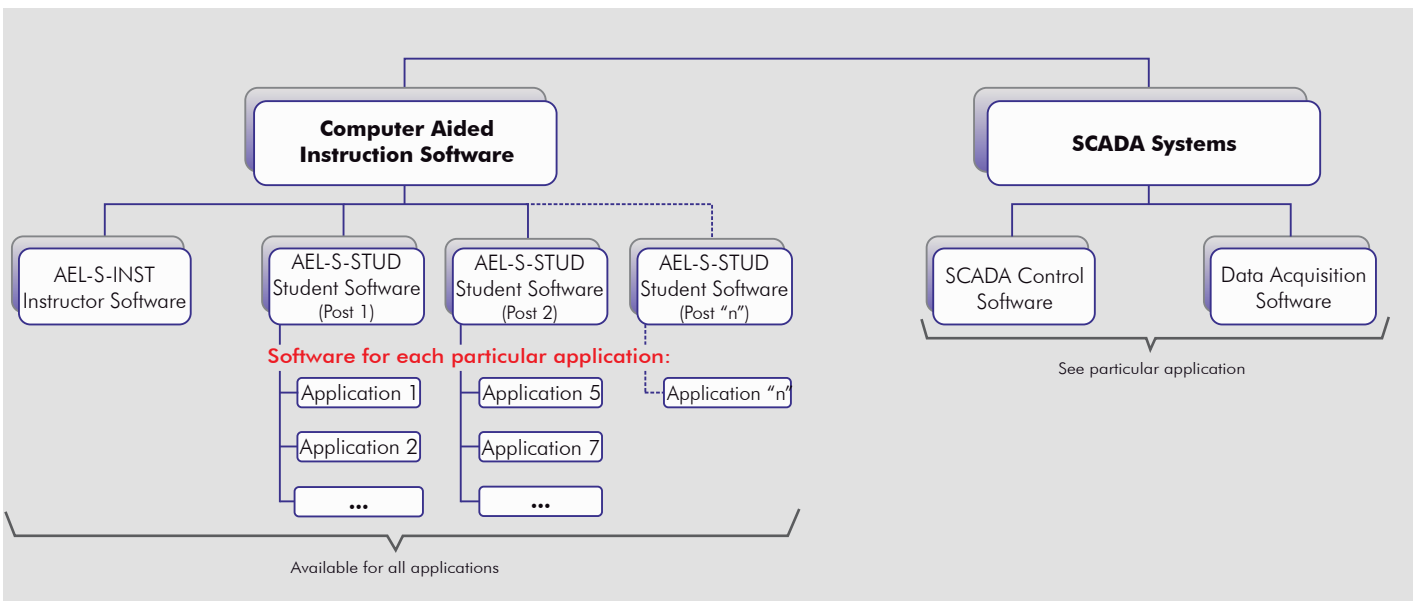 Computer Aided
Instruction Software
SCADA Systems
AEL-S-INST
Instructor Software
AEL-S-STUD
Student Software
(Post 1)
AEL-S-STUD
Student Software
(Post 2)
AEL-S-STUD
Student Software
(Post “n”)
SCADA Control
Software
Data Acquisition
Software
Software for each particular application:
See particular application
Application 1
Application 5
Application “n”
Application 2
Application 7
...
...
Available for all applications